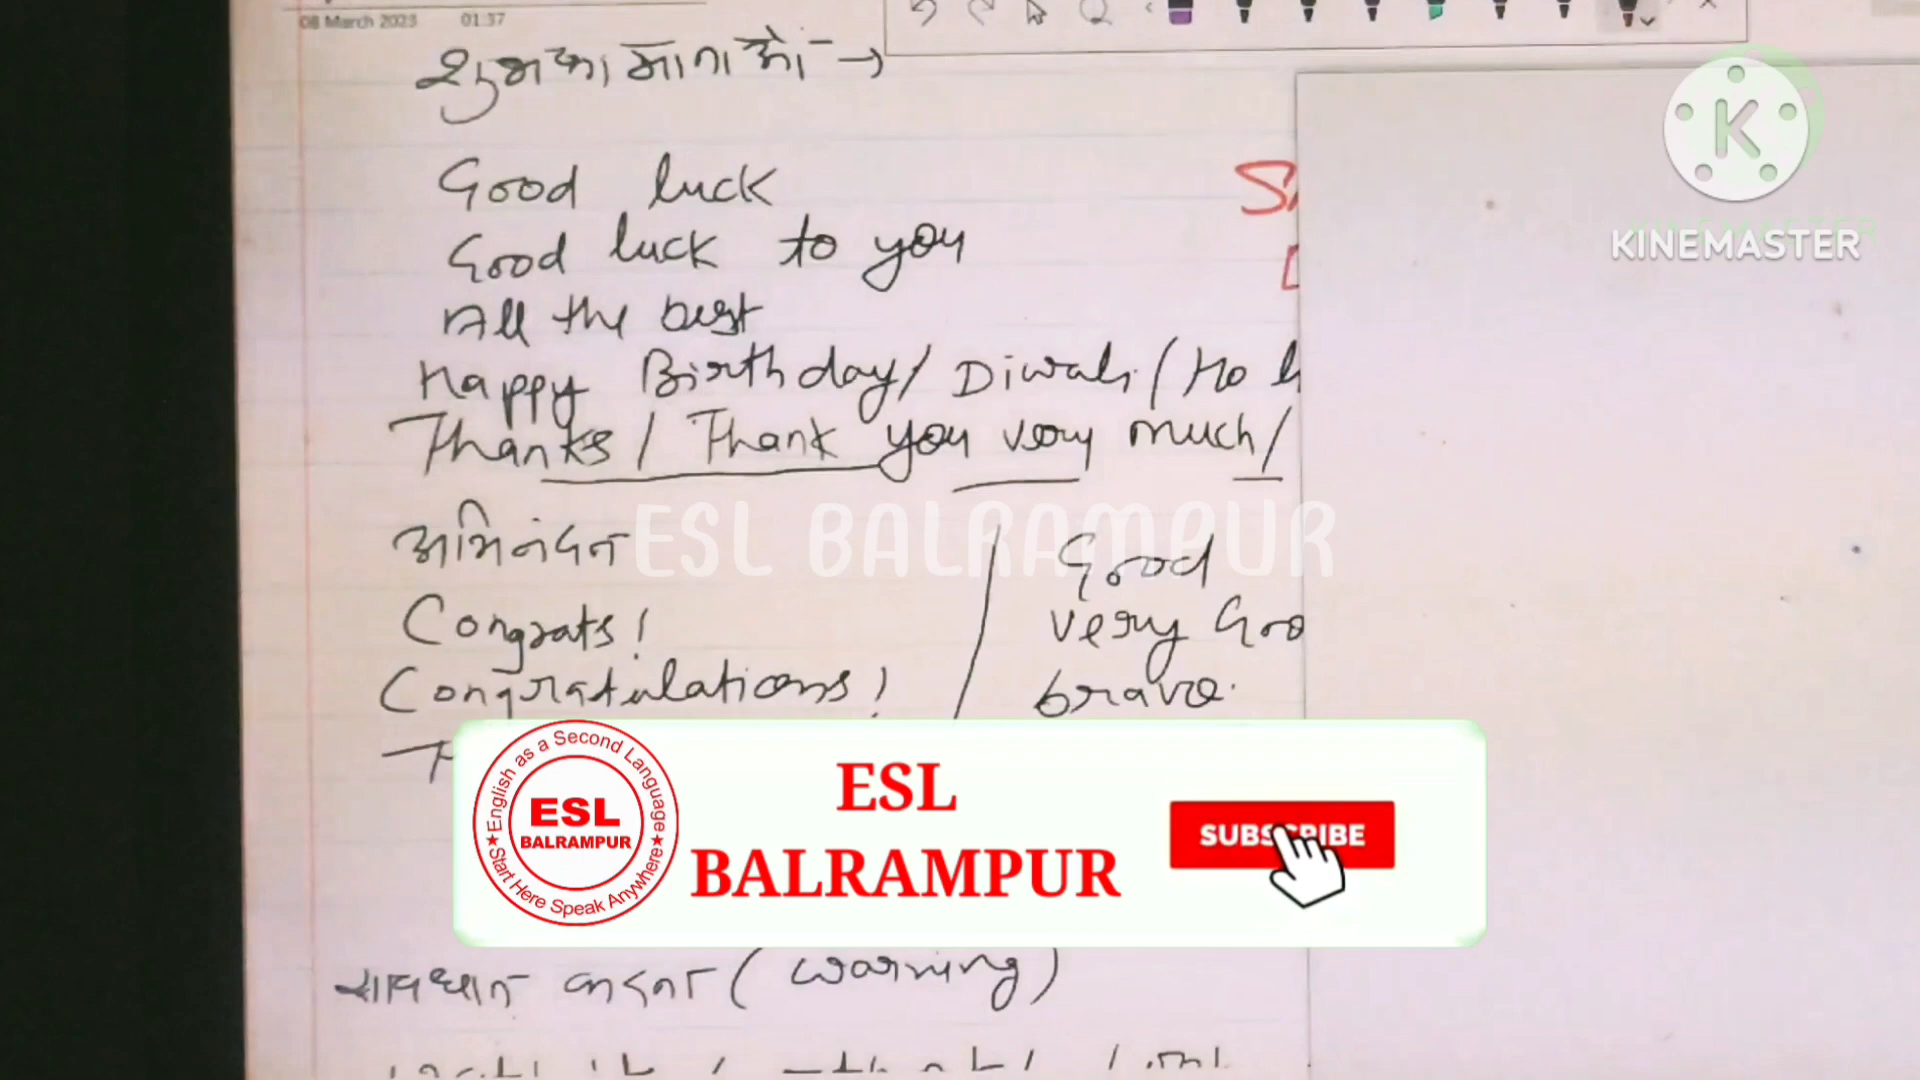 08 March 2023 01:37
शुभकामनाओं →
Good luck
Good luck to you
All the best
Happy Birthday / Diwali / Ho
Thanks / Thank you very much /
अभिनंदन
Congrats!
Congratulations!
Good
very Goo
brave.
KINEMASTER
ESL BALRAMPUR
★ English as a Second Language ★
ESL
BALRAMPUR
Start Here Speak Anywhere
ESL
BALRAMPUR
SUBSCRIBE
सावधान करना (warning)